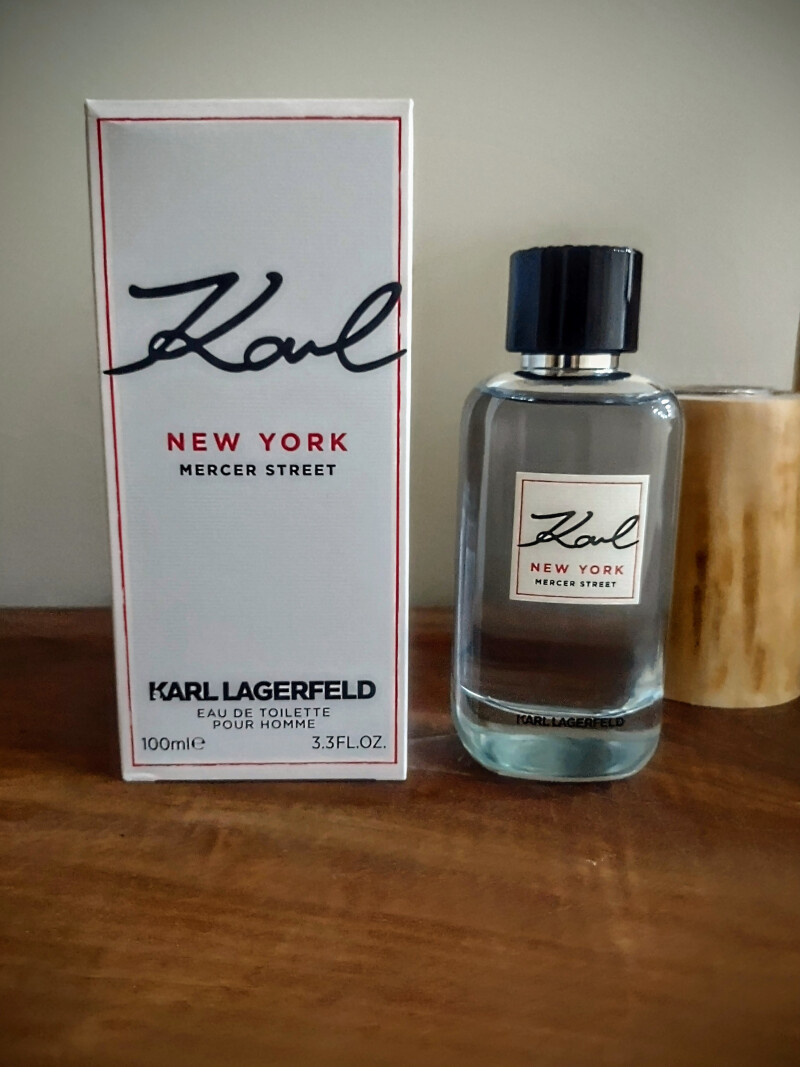 Karl
NEW YORK
MERCER STREET
KARL LAGERFELD
EAU DE TOILETTE
POUR HOMME
100ml℮ 3.3FL.OZ.
Karl
NEW YORK
MERCER STREET
KARL LAGERFELD